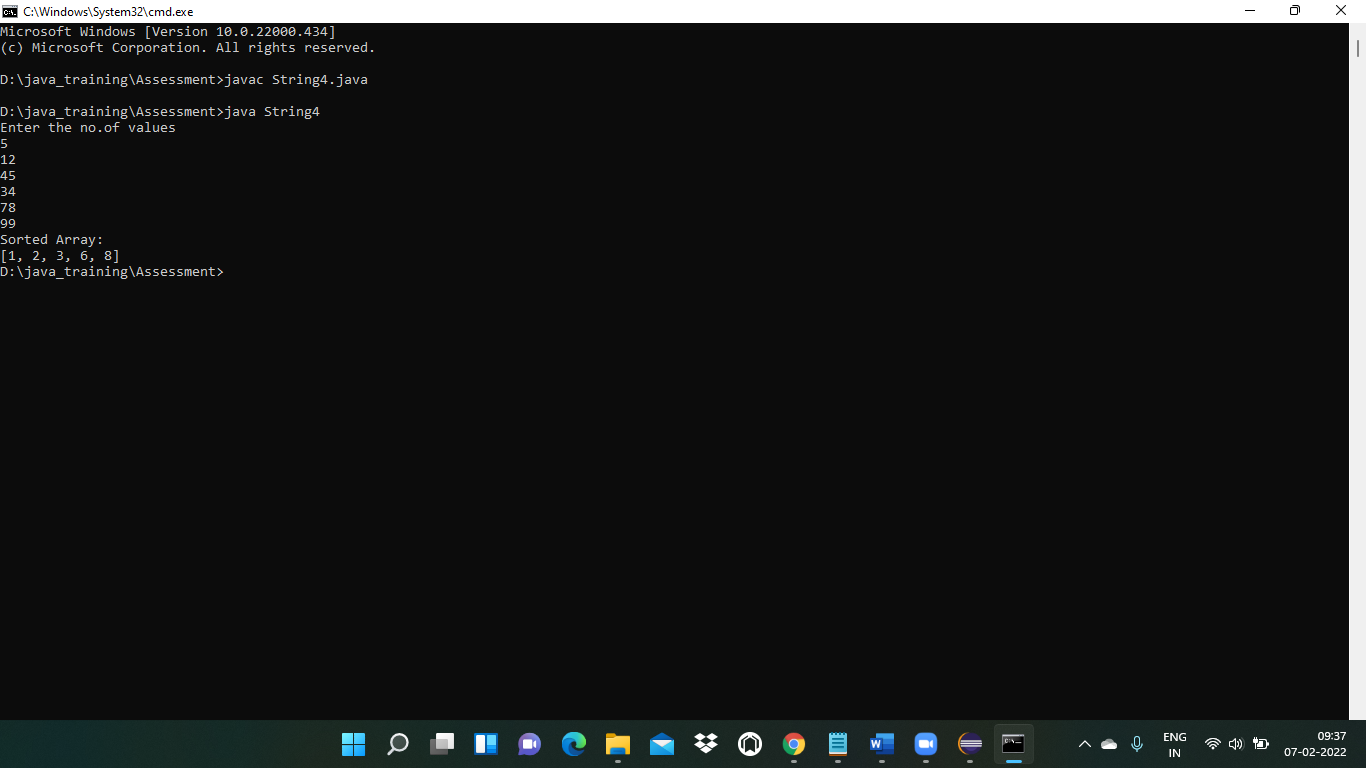 C:\Windows\System32\cmd.exe
Microsoft Windows [Version 10.0.22000.434]
(c) Microsoft Corporation. All rights reserved.
D:\java_training\Assessment>javac String4.java
D:\java_training\Assessment>java String4
Enter the no.of values
5
12
45
34
78
99
Sorted Array:
[1, 2, 3, 6, 8]
D:\java_training\Assessment>
ENG
IN
09:37
07-02-2022